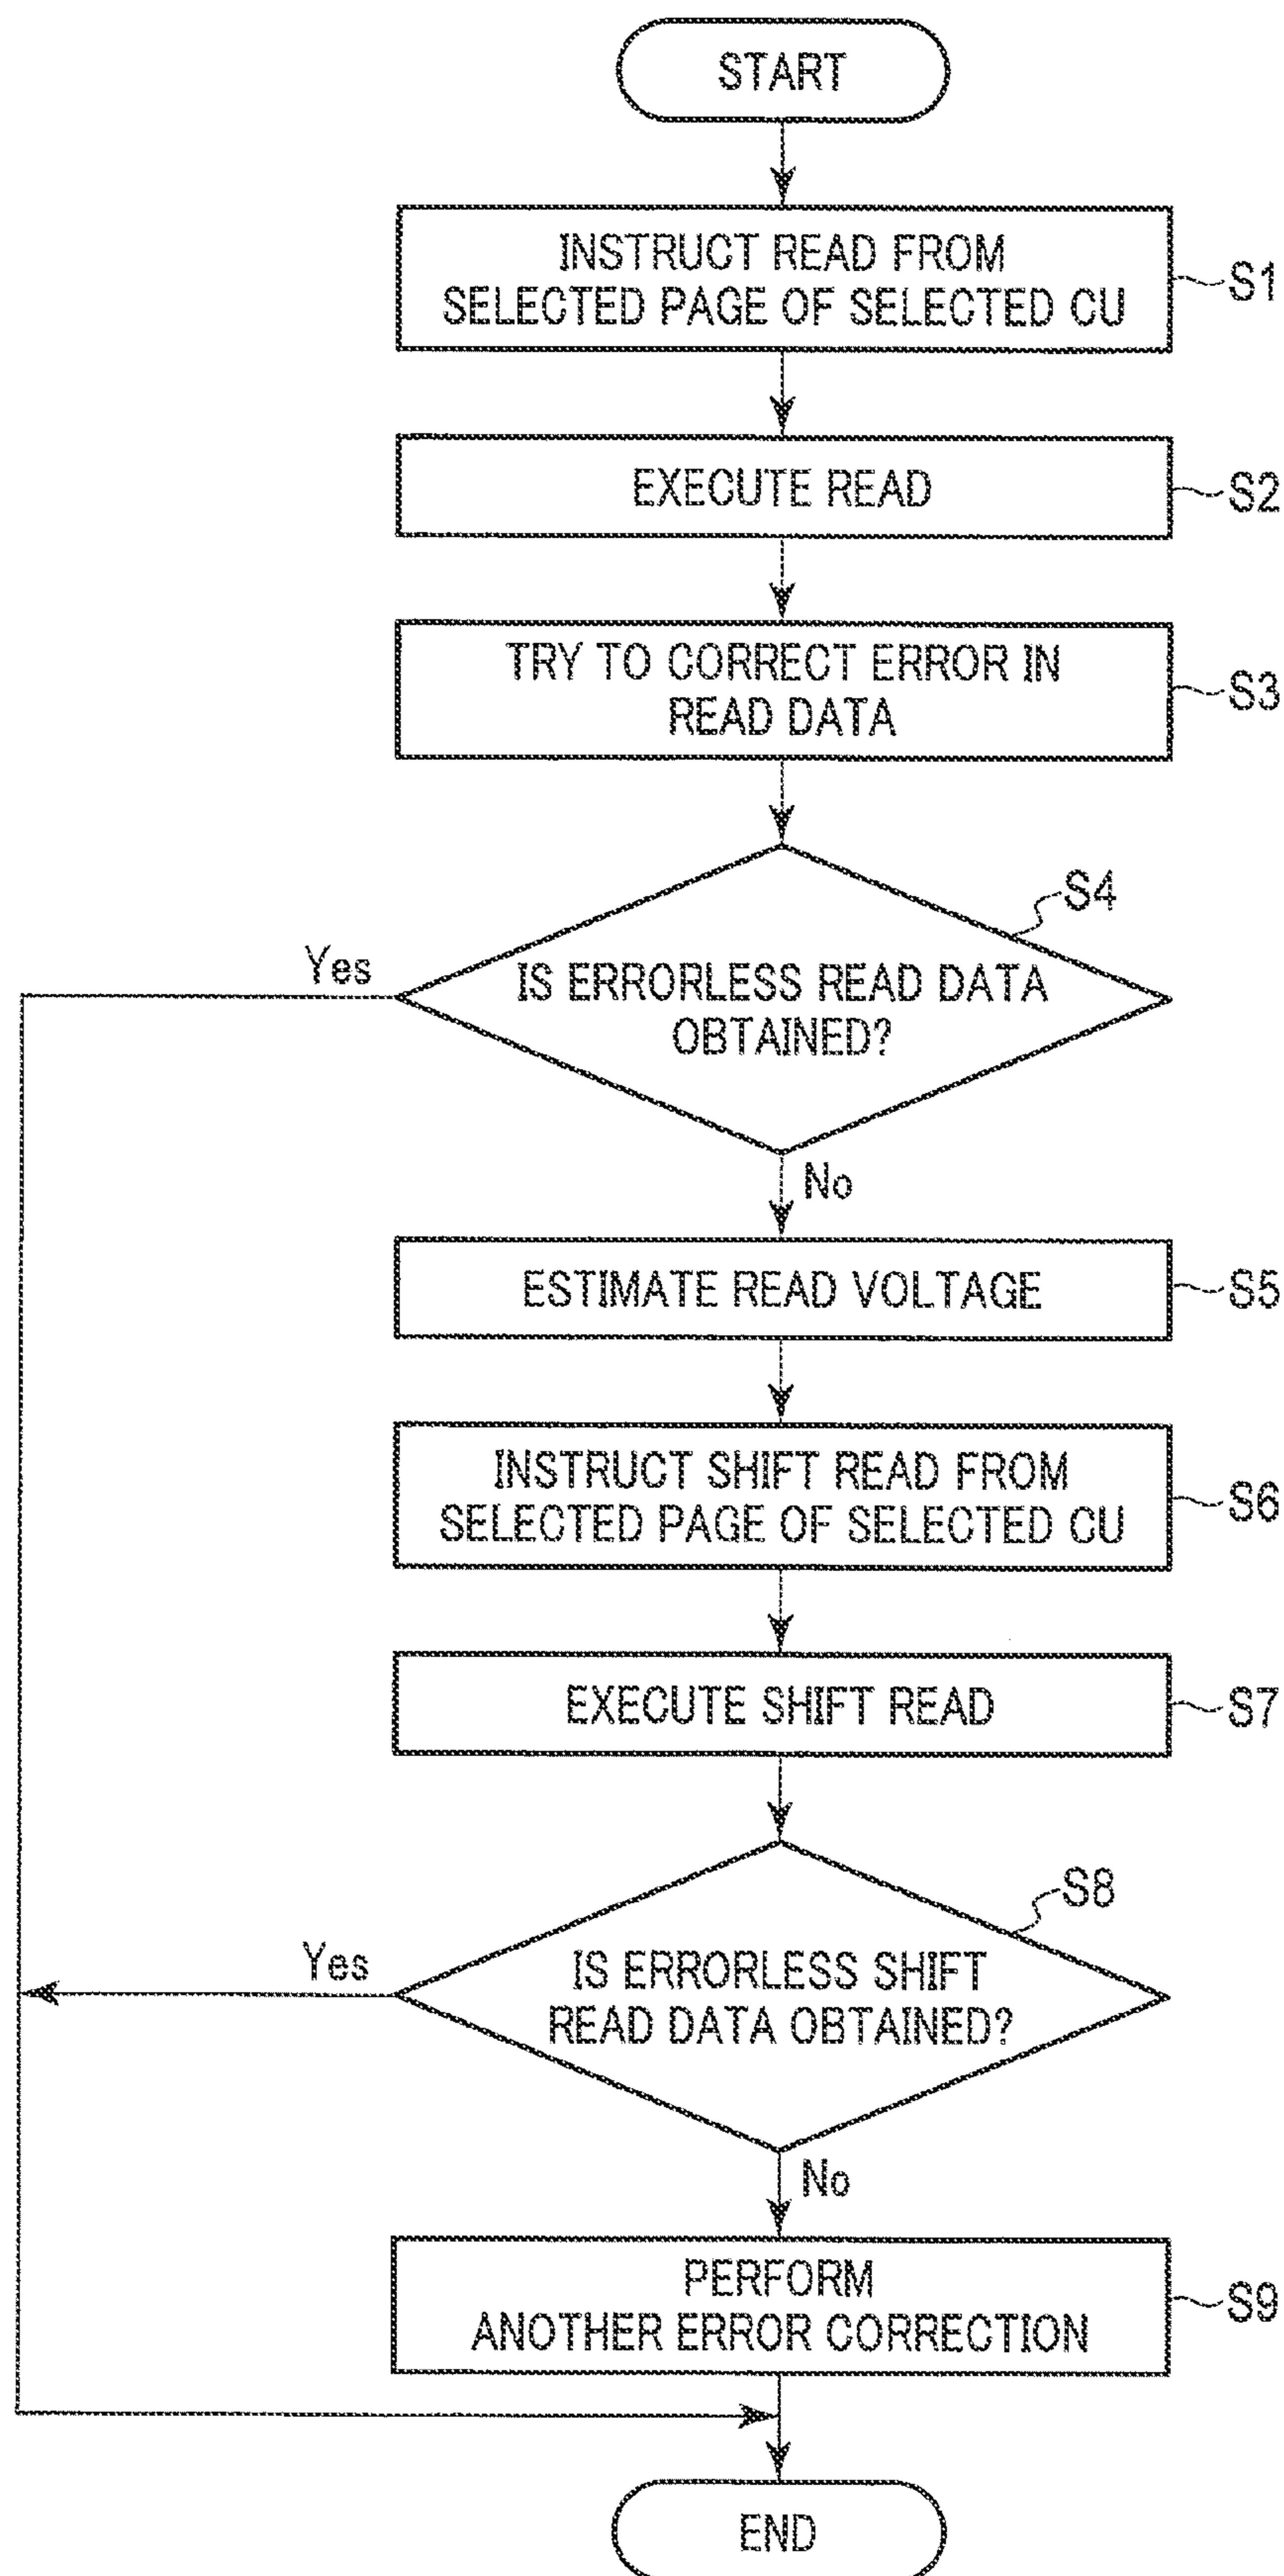 START
INSTRUCT READ FROM
SELECTED PAGE OF SELECTED CU
S1
EXECUTE READ
S2
TRY TO CORRECT ERROR IN
READ DATA
S3
S4
Yes
IS ERRORLESS READ DATA
OBTAINED?
No
ESTIMATE READ VOLTAGE
S5
INSTRUCT SHIFT READ FROM
SELECTED PAGE OF SELECTED CU
S6
EXECUTE SHIFT READ
S7
S8
Yes
IS ERRORLESS SHIFT
READ DATA OBTAINED?
No
PERFORM
ANOTHER ERROR CORRECTION
S9
END